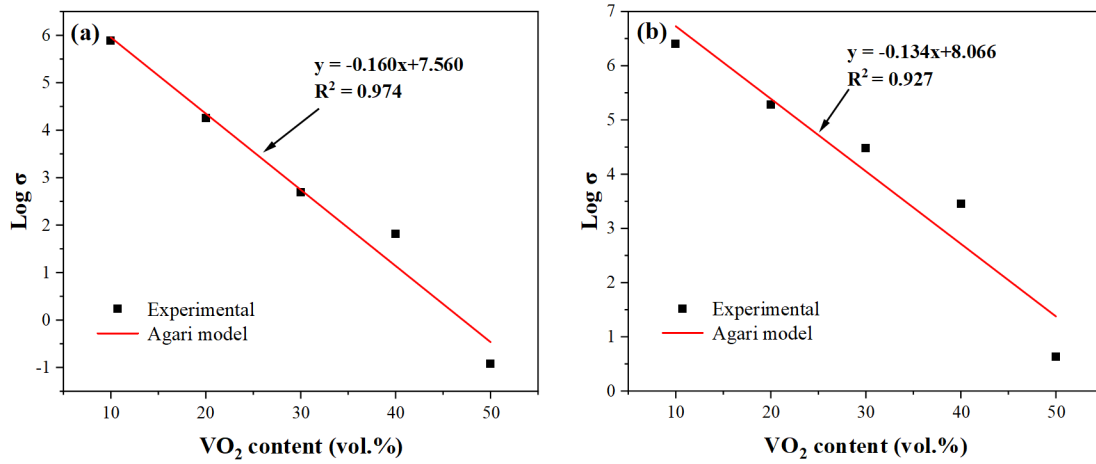 (a)
y = -0.160x+7.560
R² = 0.974
Log σ
6
5
4
3
2
1
0
-1
Experimental
Agari model
10 20 30 40 50
VO₂ content (vol.%)
(b)
y = -0.134x+8.066
R² = 0.927
Log σ
7
6
5
4
3
2
1
0
Experimental
Agari model
10 20 30 40 50
VO₂ content (vol.%)